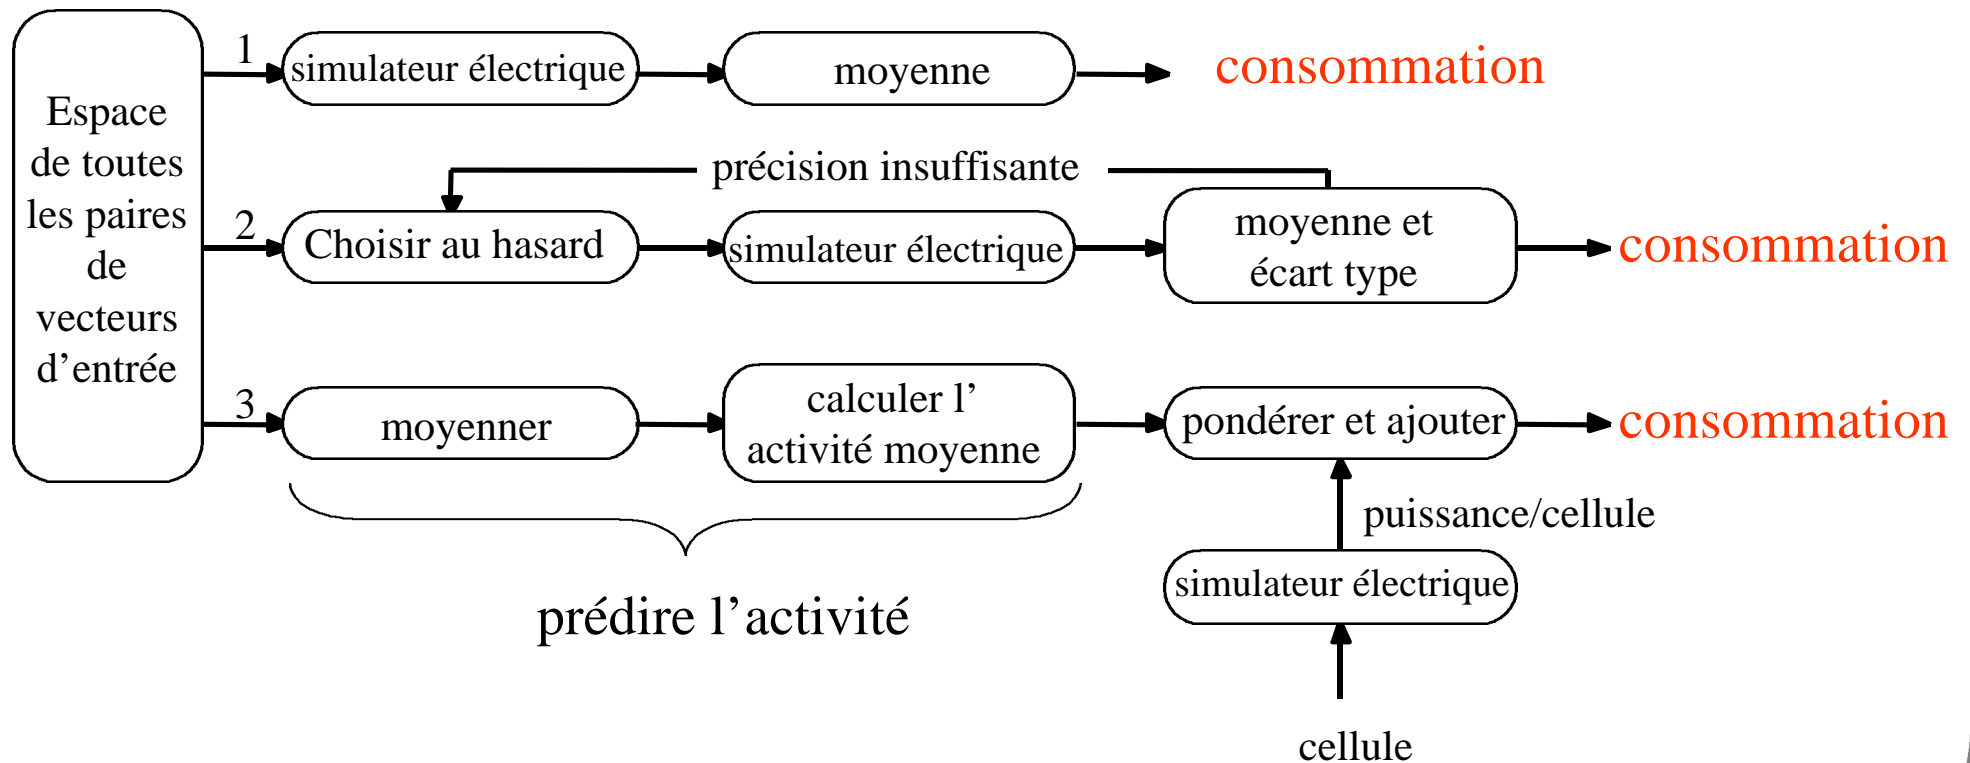 Espace
de toutes
les paires
de
vecteurs
d’entrée
1
simulateur électrique
moyenne
consommation
précision insuffisante
2
Choisir au hasard
simulateur électrique
moyenne et
écart type
consommation
3
moyenner
calculer l’
activité moyenne
pondérer et ajouter
consommation
puissance/cellule
simulateur électrique
prédire l’activité
cellule